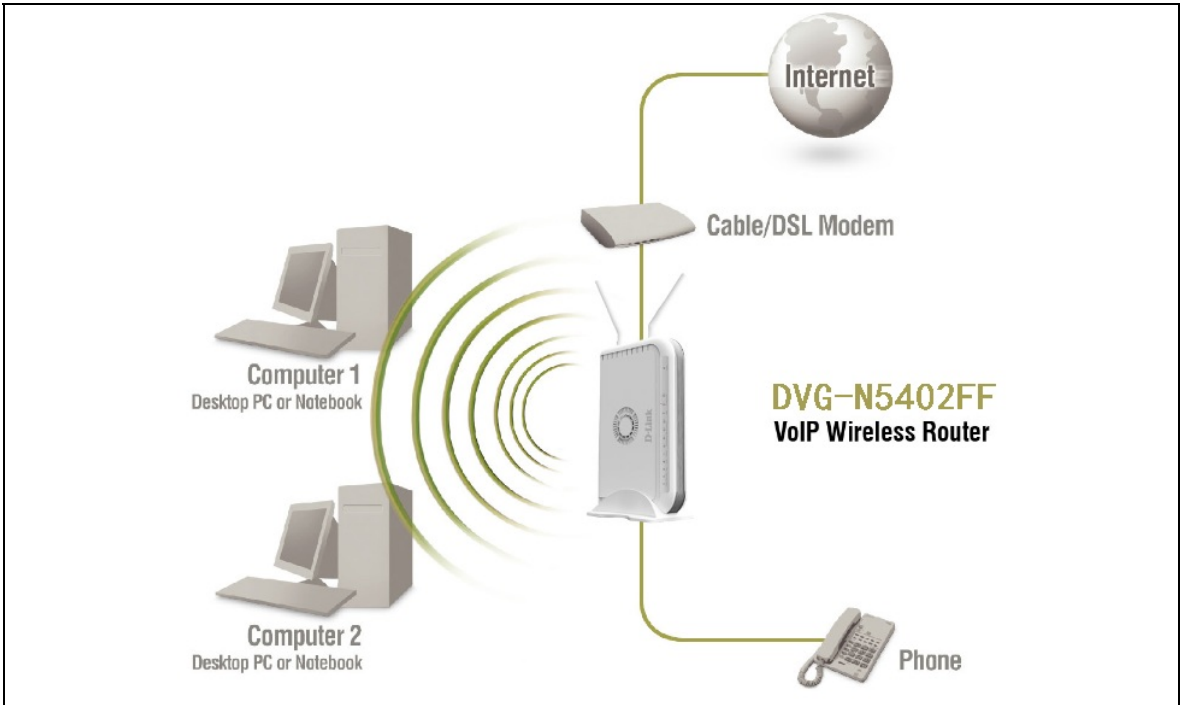 Internet
Cable/DSL Modem
Computer 1
Desktop PC or Notebook
D-Link
DVG-N5402FF
VoIP Wireless Router
Computer 2
Desktop PC or Notebook
Phone